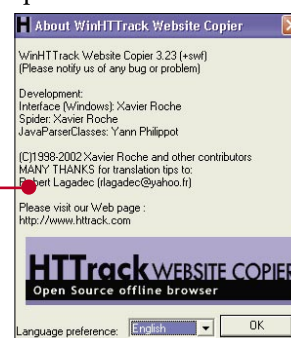 About WinHTTrack Website Copier
WinHTTrack Website Copier 3.23 (+swf)
(Please notify us of any bug or problem)
Development:
Interface (Windows): Xavier Roche
Spider: Xavier Roche
JavaParserClasses: Yann Philippot
(C)1998-2002 Xavier Roche and other contributors
MANY THANKS for translation tips to:
Robert Lagadec (rlagadec@yahoo.fr)
Please visit our Web page :
http://www.httrack.com
HTTrack WEBSITE COPIER
Open Source offline browser
Language preference: English OK